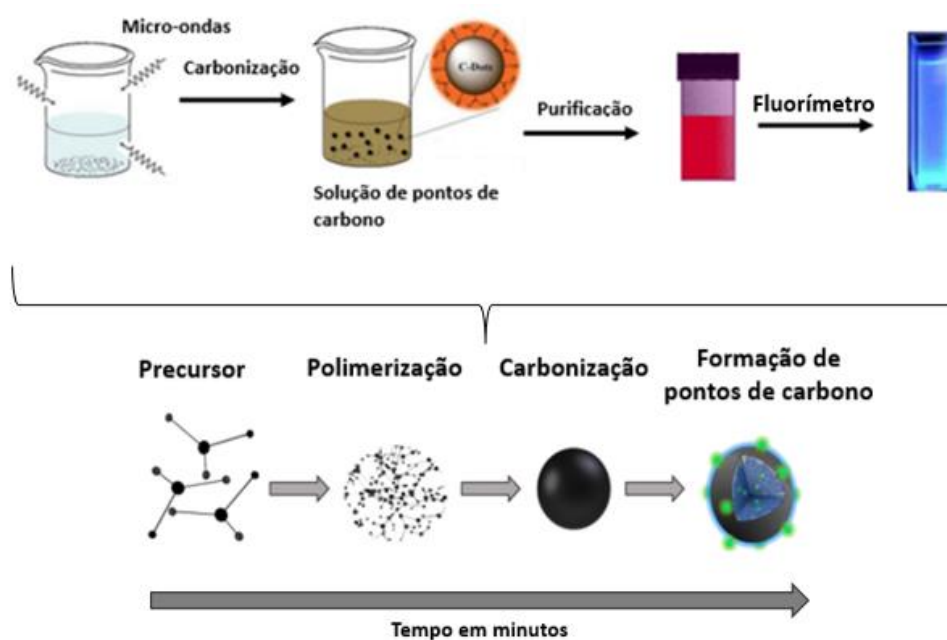 Micro-ondas
Carbonização
C-Dots
Purificação
Fluorímetro
Solução de pontos de
carbono
Precursor
Polimerização
Carbonização
Formação de
pontos de carbono
Tempo em minutos